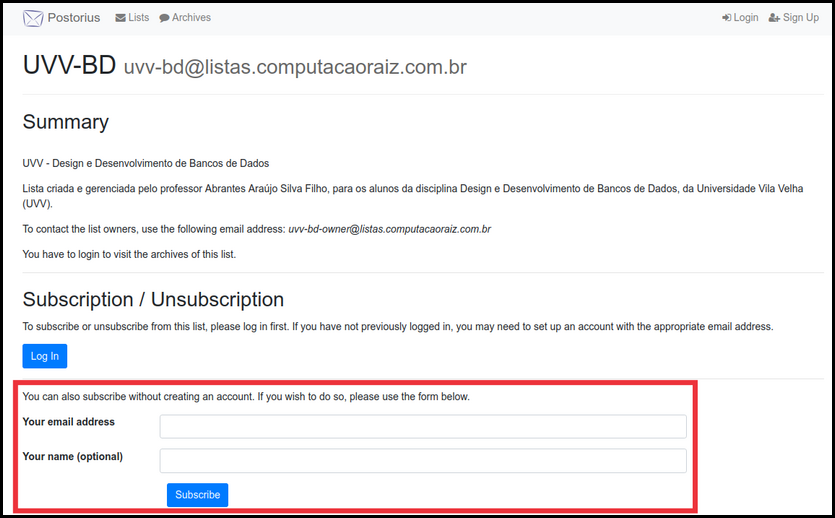 Postorius Lists Archives Login Sign Up
UVV-BD uvv-bd@listas.computacaoraiz.com.br
Summary
UVV - Design e Desenvolvimento de Bancos de Dados
Lista criada e gerenciada pelo professor Abrantes Araújo Silva Filho, para os alunos da disciplina Design e Desenvolvimento de Bancos de Dados, da Universidade Vila Velha
(UVV).
To contact the list owners, use the following email address: uvv-bd-owner@listas.computacaoraiz.com.br
You have to login to visit the archives of this list.
Subscription / Unsubscription
To subscribe or unsubscribe from this list, please log in first. If you have not previously logged in, you may need to set up an account with the appropriate email address.
Log In
You can also subscribe without creating an account. If you wish to do so, please use the form below.
Your email address
Your name (optional)
Subscribe